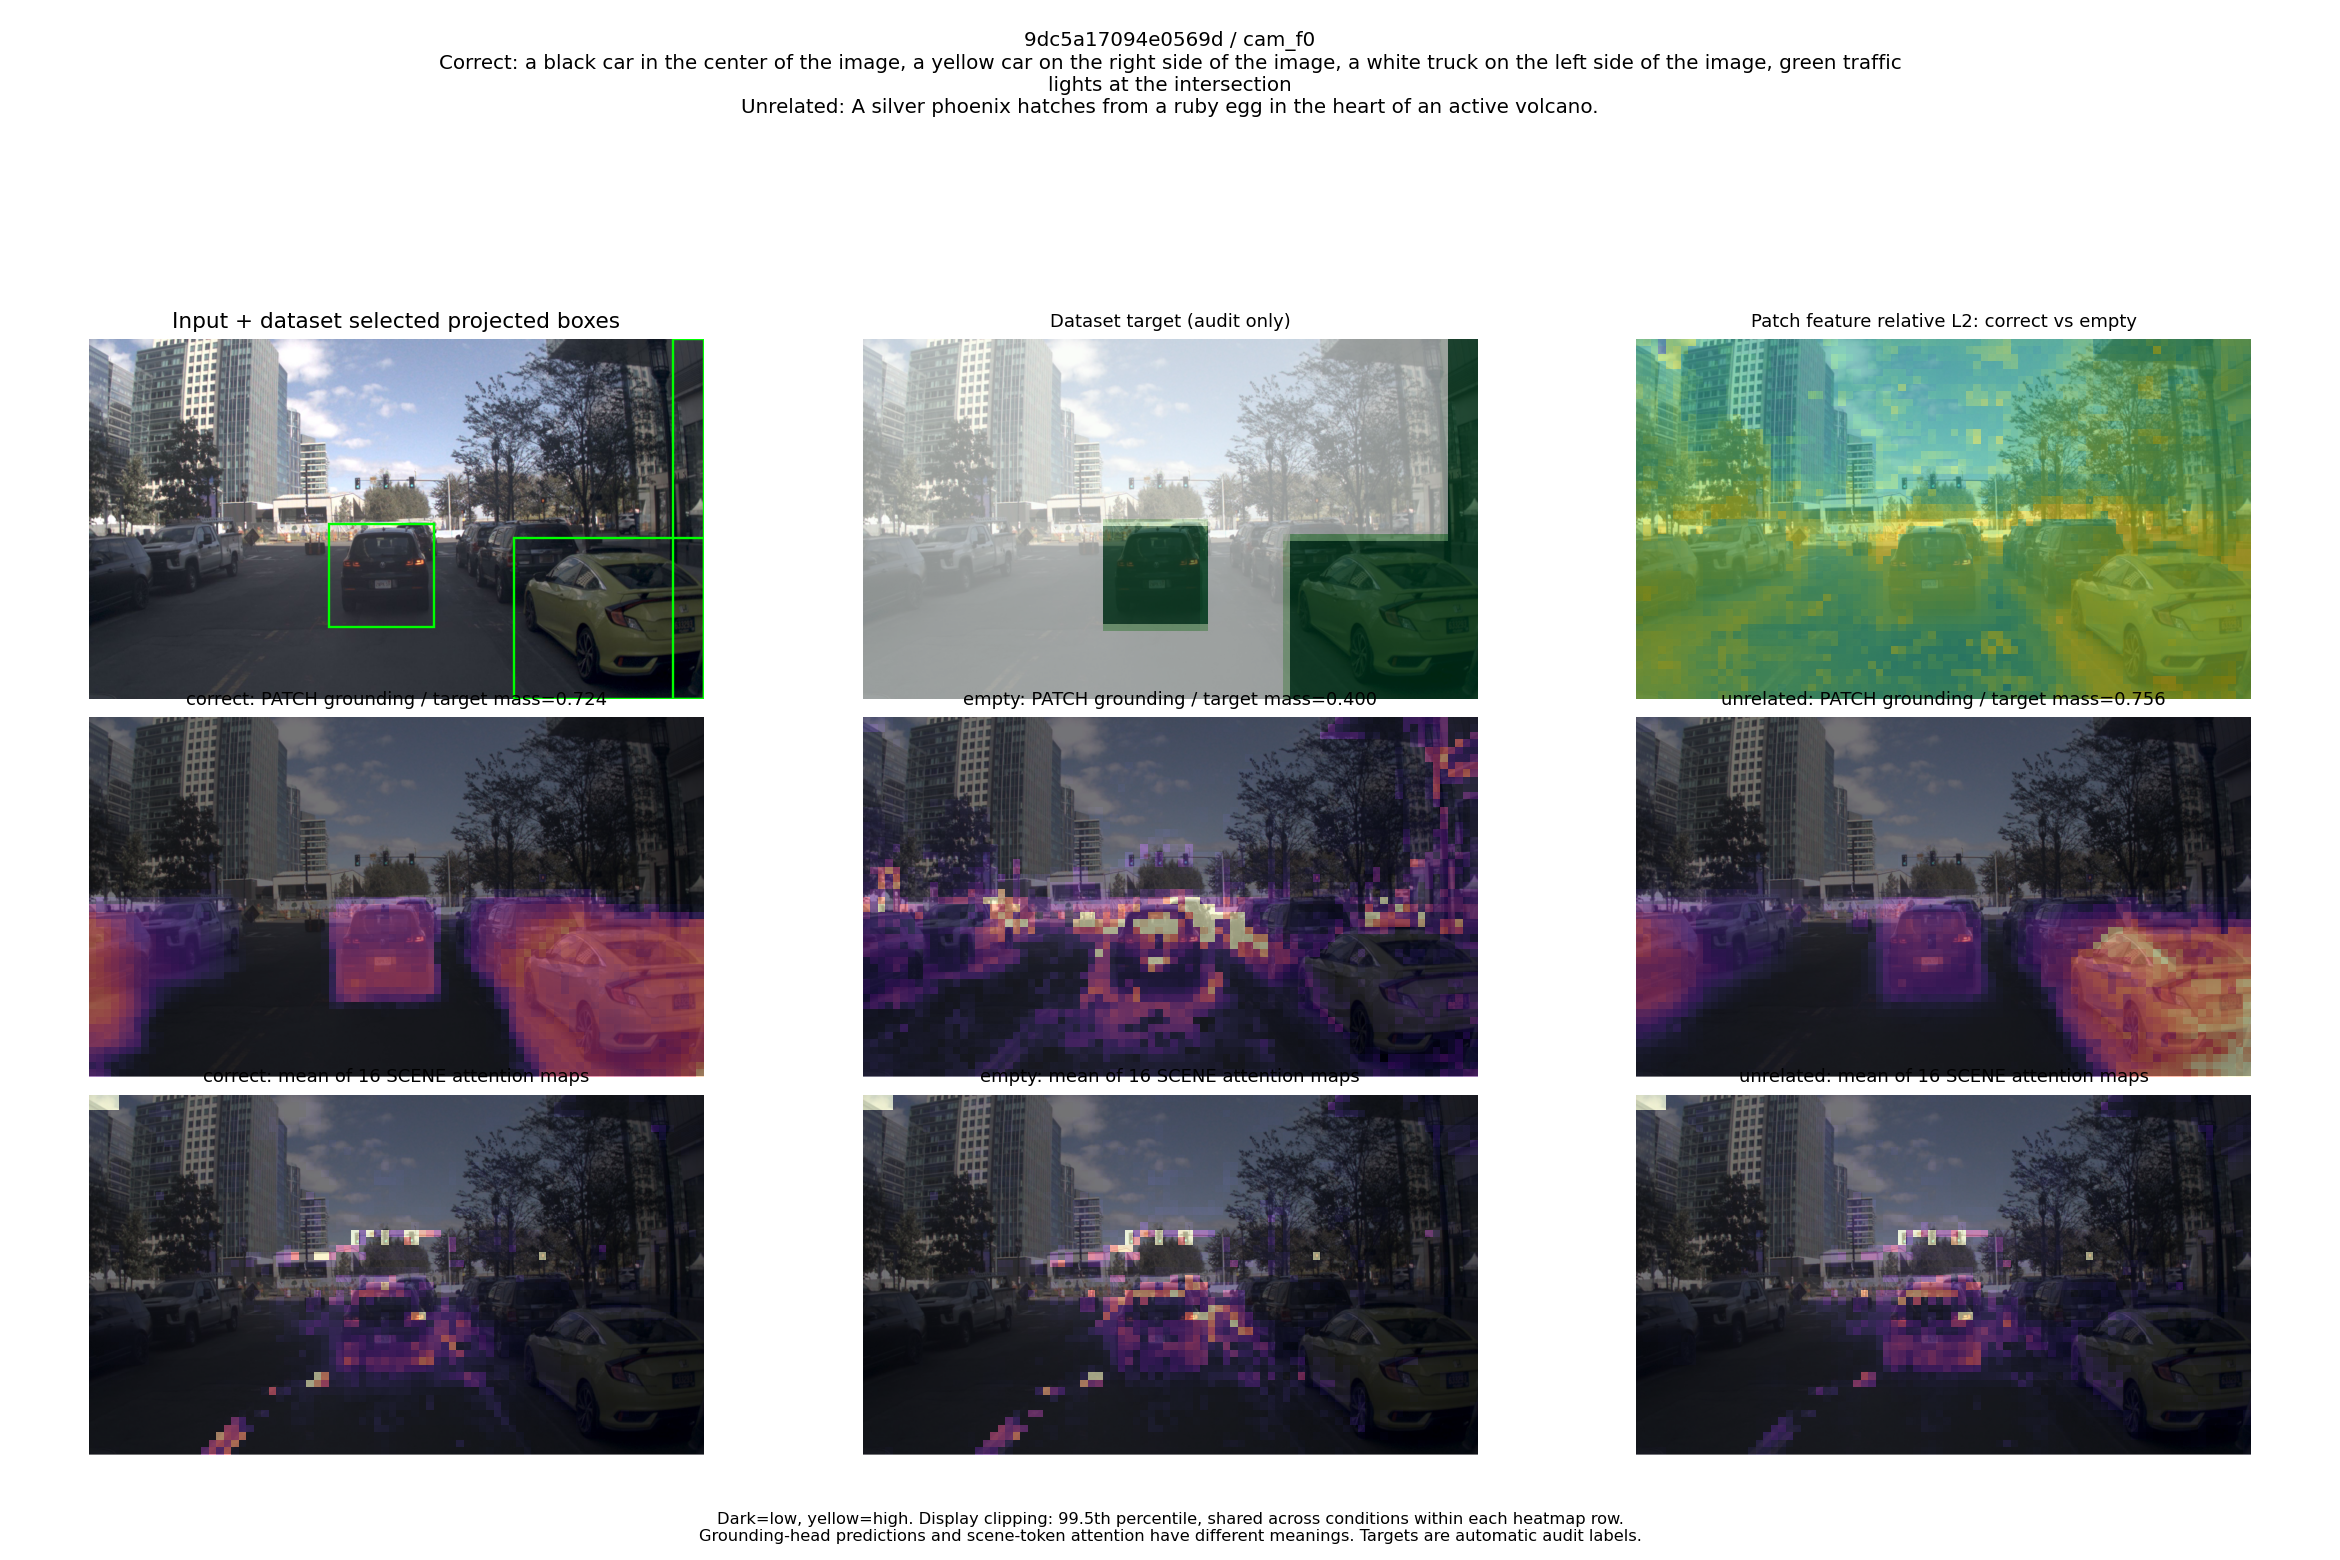 9dc5a17094e0569d / cam_f0
Correct: a black car in the center of the image, a yellow car on the right side of the image, a white truck on the left side of the image, green traffic
lights at the intersection
Unrelated: A silver phoenix hatches from a ruby egg in the heart of an active volcano.
Input + dataset selected projected boxes
Dataset target (audit only)
Patch feature relative L2: correct vs empty
correct: PATCH grounding / target mass=0.724
empty: PATCH grounding / target mass=0.400
unrelated: PATCH grounding / target mass=0.756
correct: mean of 16 SCENE attention maps
empty: mean of 16 SCENE attention maps
unrelated: mean of 16 SCENE attention maps
Dark=low, yellow=high. Display clipping: 99.5th percentile, shared across conditions within each heatmap row.
Grounding-head predictions and scene-token attention have different meanings. Targets are automatic audit labels.